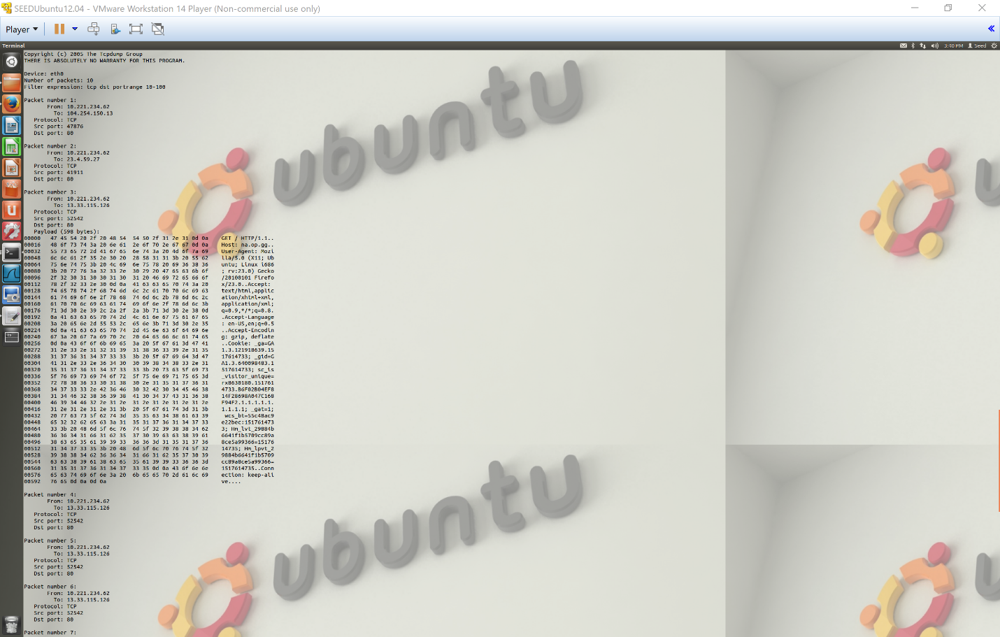 SEEDUbuntu12.04 - VMware Workstation 14 Player (Non-commercial use only)
Player
Terminal
3:40 PM Seed
Copyright (c) 2005 The Tcpdump Group
THERE IS ABSOLUTELY NO WARRANTY FOR THIS PROGRAM.
Device: eth0
Number of packets: 10
Filter expression: tcp dst portrange 10-100
Packet number 1:
From: 10.221.234.62
To: 104.254.150.13
Protocol: TCP
Src port: 47876
Dst port: 80
Packet number 2:
From: 10.221.234.62
To: 23.4.59.27
Protocol: TCP
Src port: 41911
Dst port: 80
Packet number 3:
From: 10.221.234.62
To: 13.33.115.126
Protocol: TCP
Src port: 52542
Dst port: 80
Payload (598 bytes):
00000 47 45 54 20 2f 20 48 54 54 50 2f 31 2e 31 0d 0a GET / HTTP/1.1..
00016 48 6f 73 74 3a 20 6e 61 2e 6f 70 2e 67 67 0d 0a Host: na.op.gg..
00032 55 73 65 72 2d 41 67 65 6e 74 3a 20 4d 6f 7a 69 User-Agent: Mozi
00048 6c 6c 61 2f 35 2e 30 20 28 58 31 31 3b 20 55 62 lla/5.0 (X11; Ub
00064 75 6e 74 75 3b 20 4c 69 6e 75 78 20 69 36 38 36 untu; Linux i686
00080 3b 20 72 76 3a 32 33 2e 30 29 20 47 65 63 6b 6f ; rv:23.0) Gecko
00096 2f 32 30 31 30 30 31 30 31 20 46 69 72 65 66 6f /20100101 Firefo
00112 78 2f 32 33 2e 30 0d 0a 41 63 63 65 70 74 3a 20 x/23.0..Accept:
00128 74 65 78 74 2f 68 74 6d 6c 2c 61 70 70 6c 69 63 text/html,applic
00144 61 74 69 6f 6e 2f 78 68 74 6d 6c 2b 78 6d 6c 2c ation/xhtml+xml,
00160 61 70 70 6c 69 63 61 74 69 6f 6e 2f 78 6d 6c 3b application/xml;
00176 71 3d 30 2e 39 2c 2a 2f 2a 3b 71 3d 30 2e 38 0d q=0.9,*/*;q=0.8.
00192 0a 41 63 63 65 70 74 2d 4c 61 6e 67 75 61 67 65 .Accept-Language
00208 3a 20 65 6e 2d 55 53 2c 65 6e 3b 71 3d 30 2e 35 : en-US,en;q=0.5
00224 0d 0a 41 63 63 65 70 74 2d 45 6e 63 6f 64 69 6e ..Accept-Encodin
00240 67 3a 20 67 7a 69 70 2c 20 64 65 66 6c 61 74 65 g: gzip, deflate
00256 0d 0a 43 6f 6f 6b 69 65 3a 20 5f 67 61 3d 47 41 ..Cookie: _ga=GA
00272 31 2e 33 2e 31 32 31 39 31 38 36 33 39 2e 31 35 1.3.121918639.15
00288 31 37 36 31 34 37 33 33 3b 20 5f 67 69 64 3d 47 17614733; _gid=G
00304 41 31 2e 33 2e 36 34 30 30 39 38 34 38 33 2e 31 A1.3.640098483.1
00320 35 31 37 36 31 34 37 33 33 3b 20 73 63 5f 69 73 517614733; sc_is
00336 5f 76 69 73 69 74 6f 72 5f 75 6e 69 71 75 65 3d _visitor_unique=
00352 72 78 38 36 33 30 31 38 30 2e 31 35 31 37 36 31 rx8630180.151761
00368 34 37 33 33 2e 42 36 46 30 32 42 30 34 45 46 38 4733.B6F02B04EF8
00384 31 34 46 32 38 36 39 38 41 30 34 37 43 31 36 38 14F28698A047C168
00400 46 39 34 46 32 2e 31 2e 31 2e 31 2e 31 2e 31 2e F94F2.1.1.1.1.1.
00416 31 2e 31 2e 31 2e 31 3b 20 5f 67 61 74 3d 31 3b 1.1.1.1; _gat=1;
00432 20 77 63 73 5f 62 74 3d 35 35 63 34 38 61 63 39 wcs_bt=55c48ac9
00448 65 32 32 62 65 63 3a 31 35 31 37 36 31 34 37 33 e22bec:151761473
00464 33 3b 20 48 6d 5f 6c 76 74 5f 32 39 38 38 34 62 3; Hm_lvt_29884b
00480 36 36 34 31 66 31 62 35 37 30 39 63 63 38 39 61 6641f1b5709cc89a
00496 38 63 65 35 61 39 39 33 36 36 3d 31 35 31 37 36 8ce5a99366=15176
00512 31 34 37 33 35 3b 20 48 6d 5f 6c 70 76 74 5f 32 14735; Hm_lpvt_2
00528 39 38 38 34 62 36 36 34 31 66 31 62 35 37 30 39 9884b6641f1b5709
00544 63 63 38 39 61 38 63 65 35 61 39 39 33 36 36 3d cc89a8ce5a99366=
00560 31 35 31 37 36 31 34 37 33 35 0d 0a 43 6f 6e 6e 1517614735..Conn
00576 65 63 74 69 6f 6e 3a 20 6b 65 65 70 2d 61 6c 69 ection: keep-ali
00592 76 65 0d 0a 0d 0a ve....
Packet number 4:
From: 10.221.234.62
To: 13.33.115.126
Protocol: TCP
Src port: 52542
Dst port: 80
Packet number 5:
From: 10.221.234.62
To: 13.33.115.126
Protocol: TCP
Src port: 52542
Dst port: 80
Packet number 6:
From: 10.221.234.62
To: 13.33.115.126
Protocol: TCP
Src port: 52542
Dst port: 80
Packet number 7:
ubuntu
ubuntu